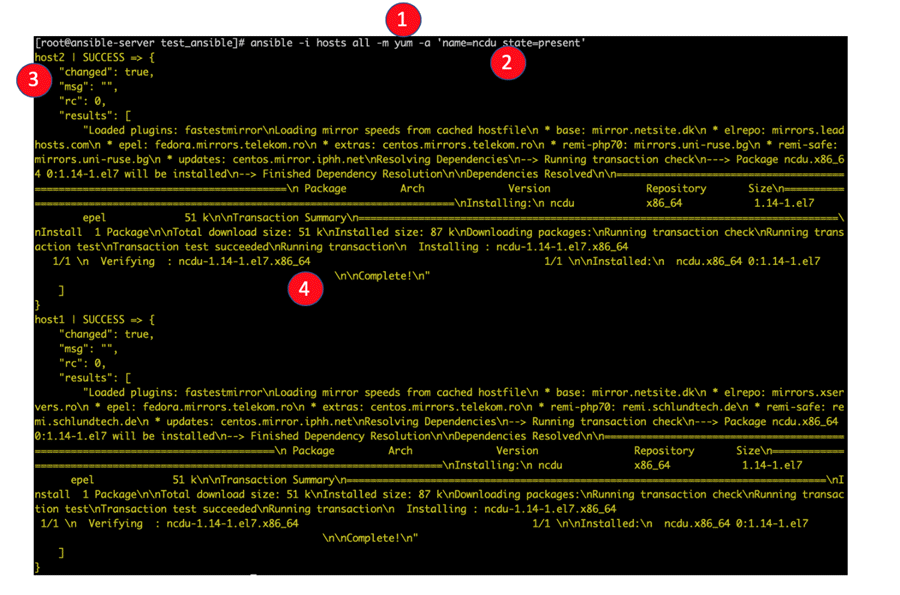 1
[root@ansible-server test_ansible]# ansible -i hosts all -m yum -a 'name=ncdu state=present'
host2 | SUCCESS => {
2
3
"changed": true,
"msg": "",
"rc": 0,
"results": [
"Loaded plugins: fastestmirror\nLoading mirror speeds from cached hostfile\n * base: mirror.netsite.dk\n * elrepo: mirrors.lead
hosts.com\n * epel: fedora.mirrors.telekom.ro\n * extras: centos.mirrors.telekom.ro\n * remi-php70: mirrors.uni-ruse.bg\n * remi-safe:
mirrors.uni-ruse.bg\n * updates: centos.mirror.iphh.net\nResolving Dependencies\n--> Running transaction check\n---> Package ncdu.x86_6
4 0:1.14-1.el7 will be installed\n--> Finished Dependency Resolution\n\nDependencies Resolved\n\n======================================
==========================================\n Package Arch Version Repository Size\n==========
======================================================================\nInstalling:\n ncdu x86_64 1.14-1.el7
epel 51 k\n\nTransaction Summary\n================================================================================\
nInstall 1 Package\n\nTotal download size: 51 k\nInstalled size: 87 k\nDownloading packages:\nRunning transaction check\nRunning trans
action test\nTransaction test succeeded\nRunning transaction\n Installing : ncdu-1.14-1.el7.x86_64
1/1 \n Verifying : ncdu-1.14-1.el7.x86_64 1/1 \n\nInstalled:\n ncdu.x86_64 0:1.14-1.el7
\n\nComplete!\n"
4
]
}
host1 | SUCCESS => {
"changed": true,
"msg": "",
"rc": 0,
"results": [
"Loaded plugins: fastestmirror\nLoading mirror speeds from cached hostfile\n * base: mirror.netsite.dk\n * elrepo: mirrors.xser
vers.ro\n * epel: fedora.mirrors.telekom.ro\n * extras: centos.mirrors.telekom.ro\n * remi-php70: remi.schlundtech.de\n * remi-safe: re
mi.schlundtech.de\n * updates: centos.mirror.iphh.net\nResolving Dependencies\n--> Running transaction check\n---> Package ncdu.x86_64
0:1.14-1.el7 will be installed\n--> Finished Dependency Resolution\n\nDependencies Resolved\n\n========================================
========================================\n Package Arch Version Repository Size\n============
====================================================================\nInstalling:\n ncdu x86_64 1.14-1.el7
epel 51 k\n\nTransaction Summary\n================================================================================\nI
nstall 1 Package\n\nTotal download size: 51 k\nInstalled size: 87 k\nDownloading packages:\nRunning transaction check\nRunning transac
tion test\nTransaction test succeeded\nRunning transaction\n Installing : ncdu-1.14-1.el7.x86_64
1/1 \n Verifying : ncdu-1.14-1.el7.x86_64 1/1 \n\nInstalled:\n ncdu.x86_64 0:1.14-1.el7
\n\nComplete!\n"
]
}